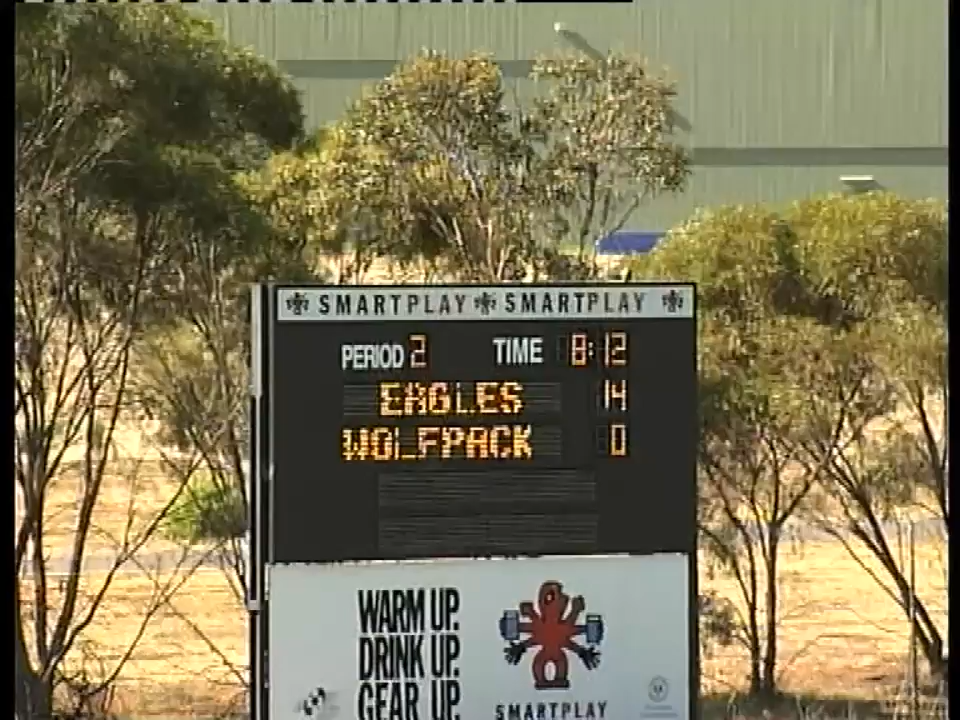 SMARTPLAY SMARTPLAY
PERIOD 2 TIME 8:12
EAGLES 14
WOLFPACK 0
WARM UP.
DRINK UP.
GEAR UP.
SMARTPLAY